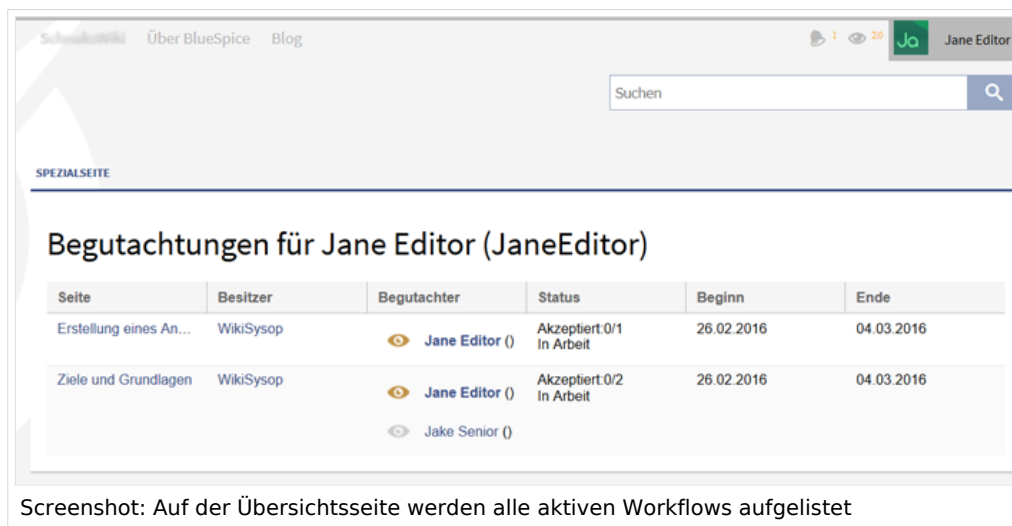 Über BlueSpice Blog 1 20 Ja Jane Editor
Suchen
SPEZIALSEITE
Begutachtungen für Jane Editor (JaneEditor)
Seite Besitzer Begutachter Status Beginn Ende
Erstellung eines An... WikiSysop Jane Editor () Akzeptiert:0/1 26.02.2016 04.03.2016
In Arbeit
Ziele und Grundlagen WikiSysop Jane Editor () Akzeptiert:0/2 26.02.2016 04.03.2016
In Arbeit
Jake Senior ()
Screenshot: Auf der Übersichtsseite werden alle aktiven Workflows aufgelistet